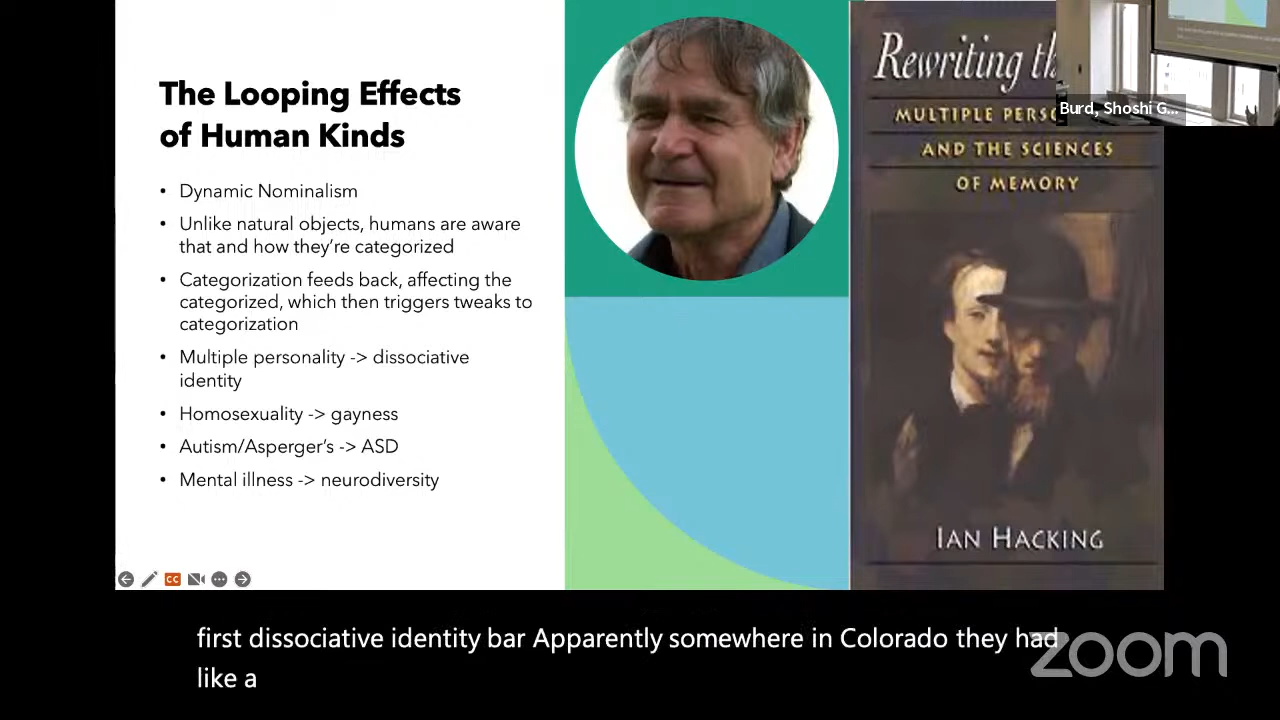 The Looping Effects
of Human Kinds
• Dynamic Nominalism
• Unlike natural objects, humans are aware
that and how they're categorized
• Categorization feeds back, affecting the
categorized, which then triggers tweaks to
categorization
• Multiple personality -> dissociative
identity
• Homosexuality -> gayness
• Autism/Asperger's -> ASD
• Mental illness -> neurodiversity
CC
Rewriting th
MULTIPLE PERSO
AND THE SCIENCES
OF MEMORY
IAN HACKING
Burd, Shoshi G...
first dissociative identity bar Apparently somewhere in Colorado they had
like a
zoom